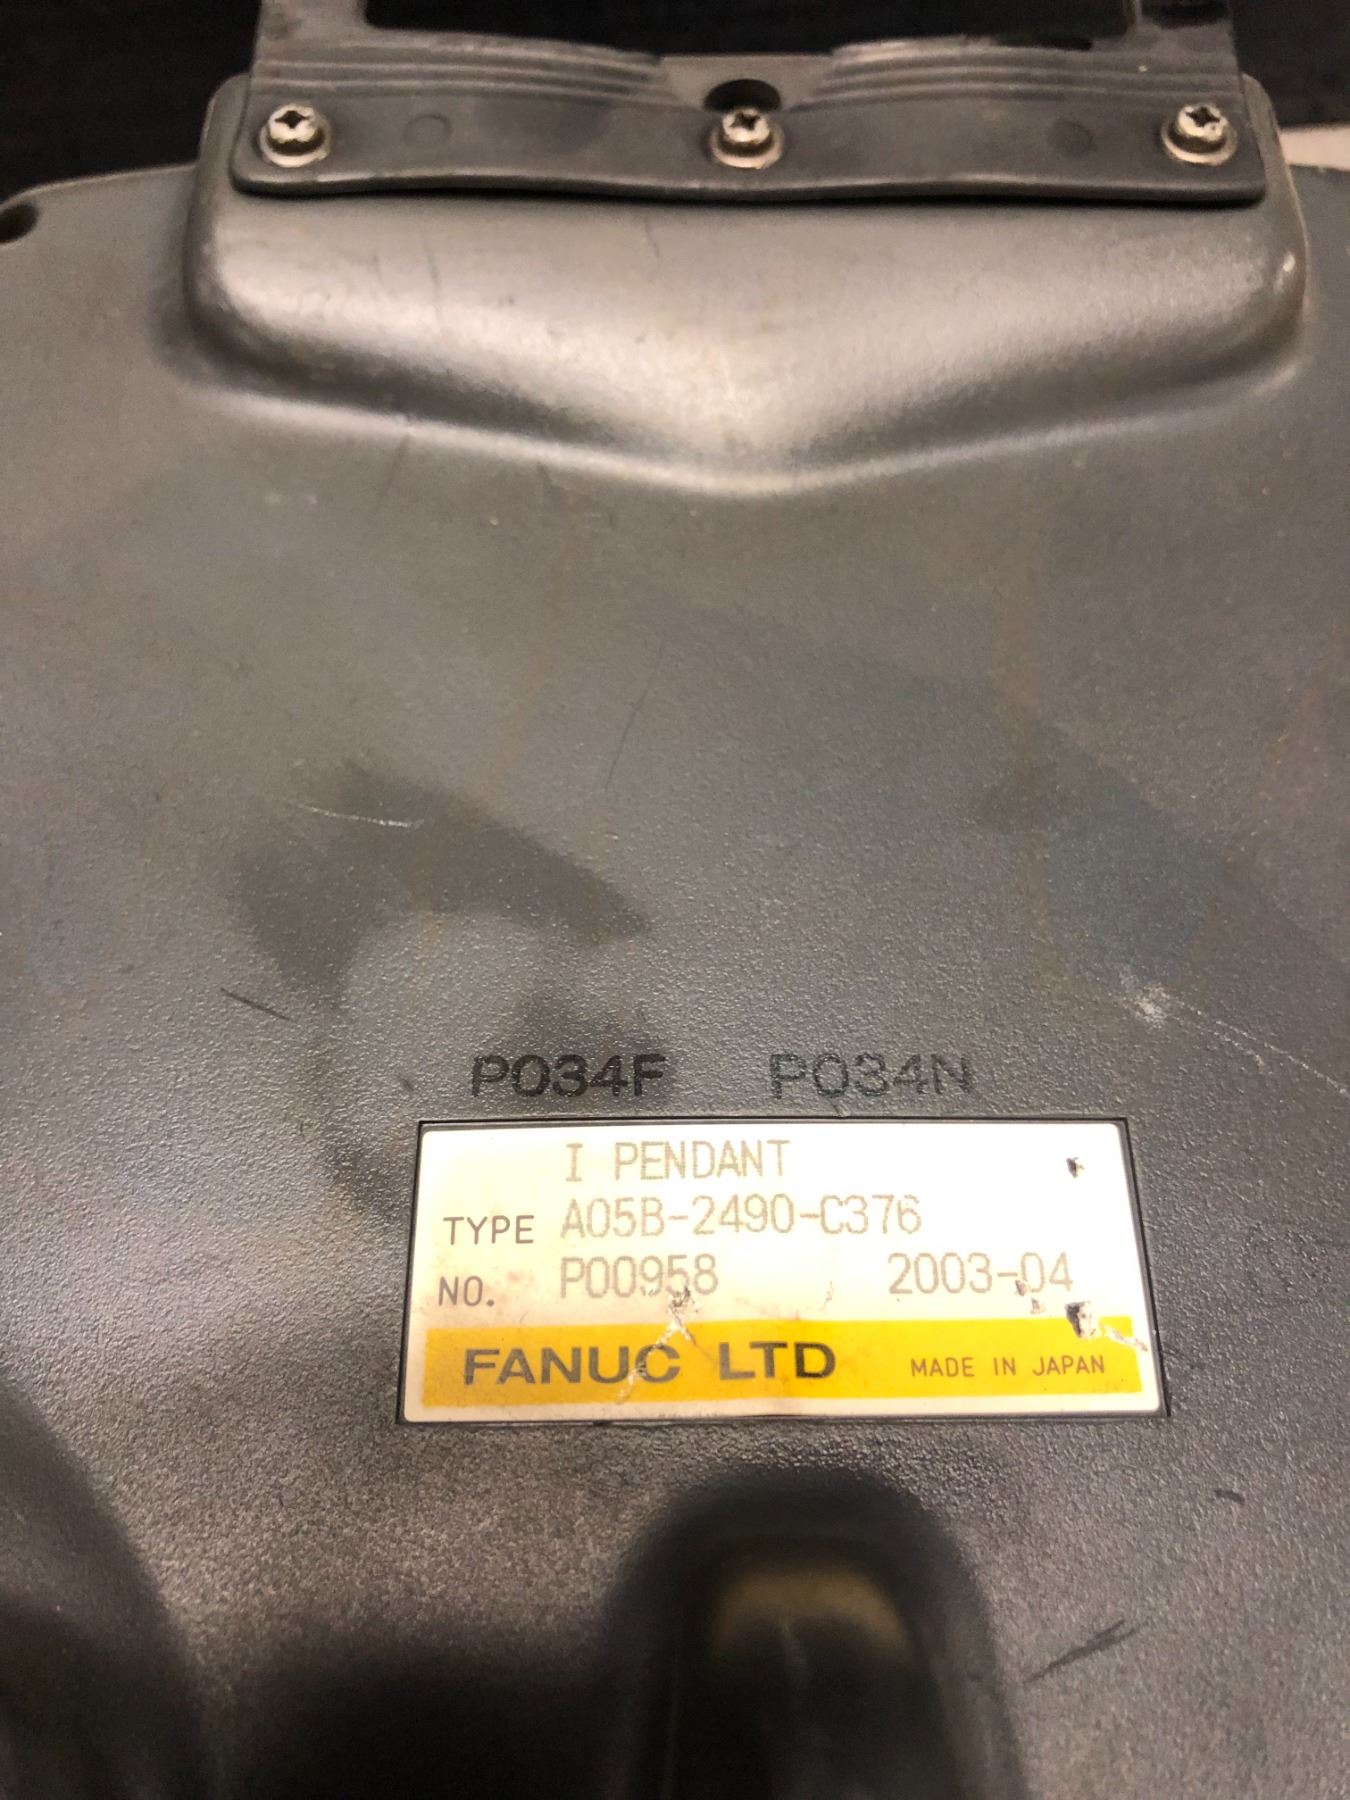 P034F P034N
I PENDANT
TYPE A05B-2490-C376
NO. P00958 2003-04
FANUC LTD MADE IN JAPAN